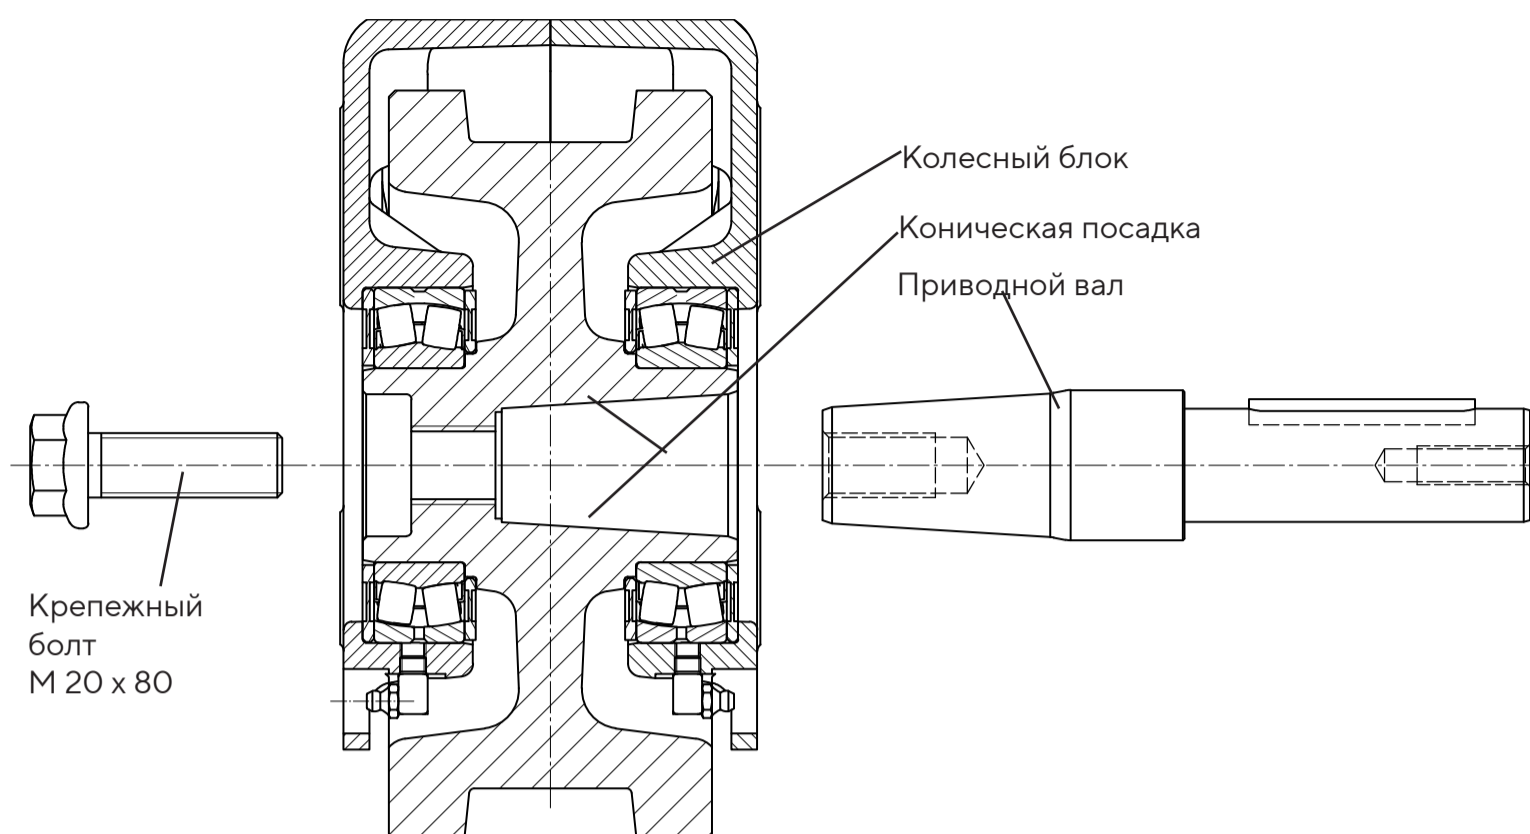 Колесный блок
Коническая посадка
Приводной вал
Крепежный
болт
М 20 х 80